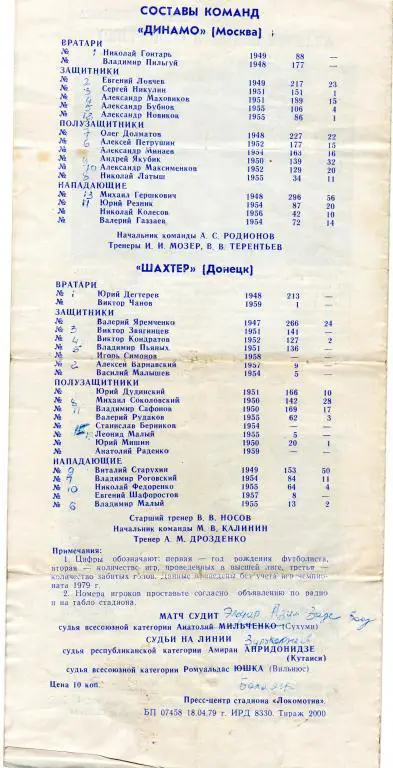 СОСТАВЫ КОМАНД
«ДИНАМО» (Москва)
ВРАТАРИ
№ 1 Николай Гонтарь 1949 88 —
№ Владимир Пильгуй 1948 177 —
ЗАЩИТНИКИ
№ 2 Евгений Ловчев 1949 217 23
№ 3 Сергей Никулин 1951 151 1
№ 4 Александр Маховиков 1951 189 15
№ 5 Александр Бубнов 1955 106 4
№ 12 Александр Новиков 1955 86 1
ПОЛУЗАЩИТНИКИ
№ 7 Олег Долматов 1948 227 22
№ 6 Алексей Петрушин 1952 177 15
№ Александр Минаев 1954 163 16
№ Андрей Якубик 1950 159 32
№ 10 Александр Максименков 1952 129 20
№ 8 Николай Латыш 1955 34 11
НАПАДАЮЩИЕ
№ 13 Михаил Гершкович 1948 296 56
№ 11 Юрий Резник 1954 87 20
№ Николай Колесов 1956 42 10
№ Валерий Газзаев 1954 72 14
Начальник команды А. С. РОДИОНОВ
Тренеры И. И. МОЗЕР, В. В. ТЕРЕНТЬЕВ
«ШАХТЕР» (Донецк)
ВРАТАРИ
№ 1 Юрий Дегтерев 1948 213 —
№ Виктор Чанов 1959 1 —
ЗАЩИТНИКИ
№ Валерий Яремченко 1947 266 24
№ 3 Виктор Звягинцев 1951 141 —
№ 4 Виктор Кондратов 1952 127 2
№ 5 Владимир Пьяных 1951 136 —
№ Игорь Симонов 1958 — —
№ 2 Алексей Варнавский 1957 9 —
№ Василий Малышев 1954 5 —
ПОЛУЗАЩИТНИКИ
№ Юрий Дудинский 1951 166 10
№ 8 Михаил Соколовский 1950 142 28
№ 11 Владимир Сафонов 1950 169 17
№ Валерий Рудаков 1955 62 3
№ Станислав Берников 1954 — —
№ Леонид Малый 1955 5 —
№ Юрий Мишин 1950 20 1
№ Анатолий Раденко 1959 — —
НАПАДАЮЩИЕ
№ 9 Виталий Старухин 1949 153 50
№ 7 Владимир Роговский 1954 84 11
№ 10 Николай Федоренко 1955 64 4
№ Евгений Шафоростов 1957 8 —
№ 6 Владимир Малый 1955 13 2
Старший тренер В. В. НОСОВ
Начальник команды М. В. КАЛИНИН
Тренер А. М. ДРОЗДЕНКО
Примечания:
1. Цифры обозначают: первая — год рождения футболиста,
вторая — количество игр, проведенных в высшей лиге, третье —
количество забитых голов. Данные приведены без учета игр чемпио-
ната 1979 г.
2. Номера игроков проставьте согласно объявлению по радио
и на табло стадиона.
МАТЧ СУДИТ Эльдар Азим Заде
судья всесоюзной категории Анатолий МИЛЬЧЕНКО (Сухуми)
СУДЬИ НА ЛИНИИ
судья республиканской категории Амиран АПРИДОНИДЗЕ
(Кутаиси)
судья всесоюзной категории Ромуальдас ЮШКА (Вильнюс)
Цена 10 коп.
Пресс-центр стадиона «Локомотив».
БП 07458 18.04.79 г. ИРД 8330. Тираж 2000